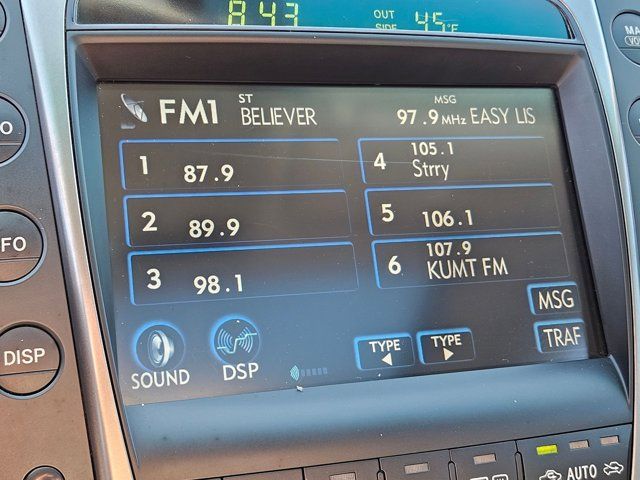 8:43 OUT SIDE 45°F
FM1 ST BELIEVER MSG 97.9 MHz EASY LIS
1 87.9
4 105.1 Strry
2 89.9
5 106.1
3 98.1
6 107.9 KUMT FM
MSG
TRAF
TYPE
TYPE
SOUND
DSP
DISP
AUTO